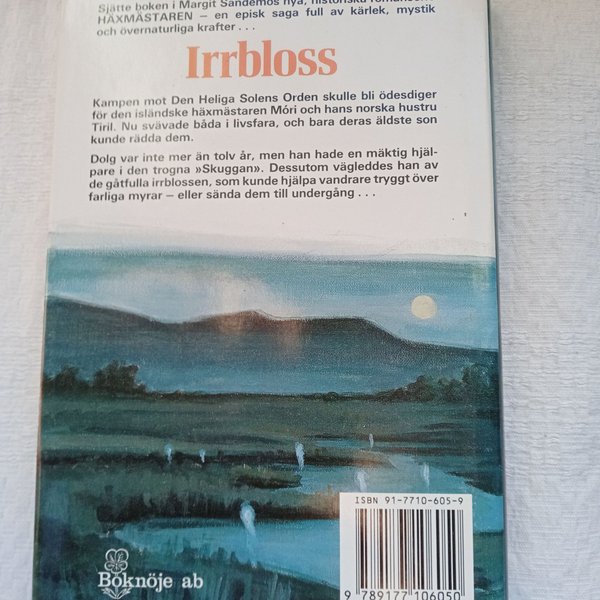 Sjätte boken i Margit Sandemos nya, historiska romanserie
HÄXMÄSTAREN – en episk saga full av kärlek, mystik
och övernaturliga krafter . . .
Irrbloss
Kampen mot Den Heliga Solens Orden skulle bli ödesdiger
för den isländske häxmästaren Móri och hans norska hustru
Tiril. Nu svävade båda i livsfara, och bara deras äldste son
kunde rädda dem.
Dolg var inte mer än tolv år, men han hade en mäktig hjäl-
pare i den trogna »Skuggan». Dessutom vägleddes han av
de gåtfulla irrblossen, som kunde hjälpa vandrare tryggt över
farliga myrar – eller sända dem till undergång . . .
ISBN 91-7710-605-9
Boknöje ab
9 789177 106050